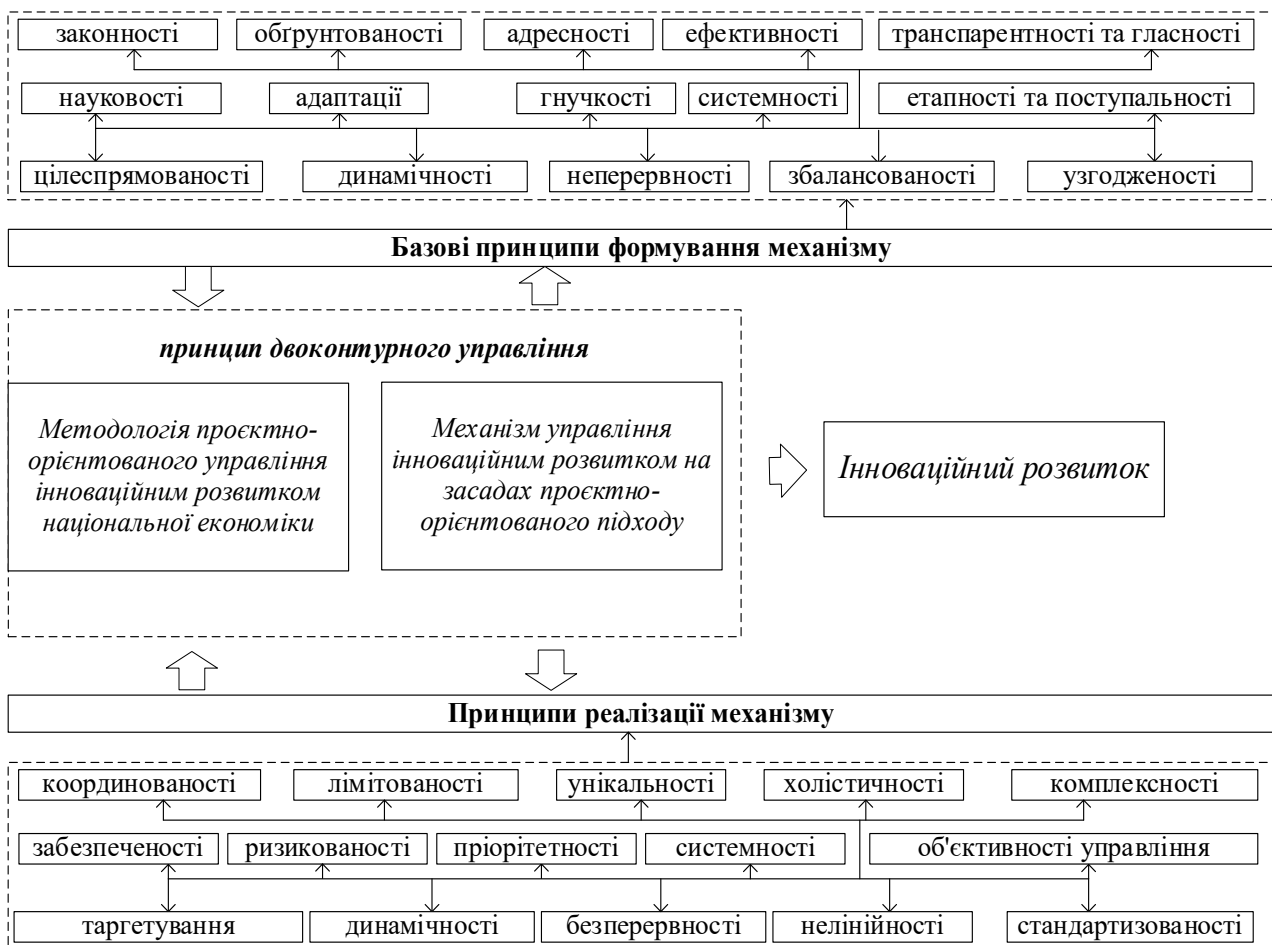 законності обґрунтованості адресності ефективності транспарентності та гласності
науковості адаптації гнучкості системності етапності та поступальності
цілеспрямованості динамічності неперервності збалансованості узгодженості
Базові принципи формування механізму
принцип двоконтурного управління
Методологія проєктно-
орієнтованого управління
інноваційним розвитком
національної економіки
Механізм управління
інноваційним розвитком на
засадах проєктно-
орієнтованого підходу
Інноваційний розвиток
Принципи реалізації механізму
координованості лімітованості унікальності холістичності комплексності
забезпеченості ризикованості пріорітетності системності об'єктивності управління
таргетування динамічності безперервності нелінійності стандартизованості